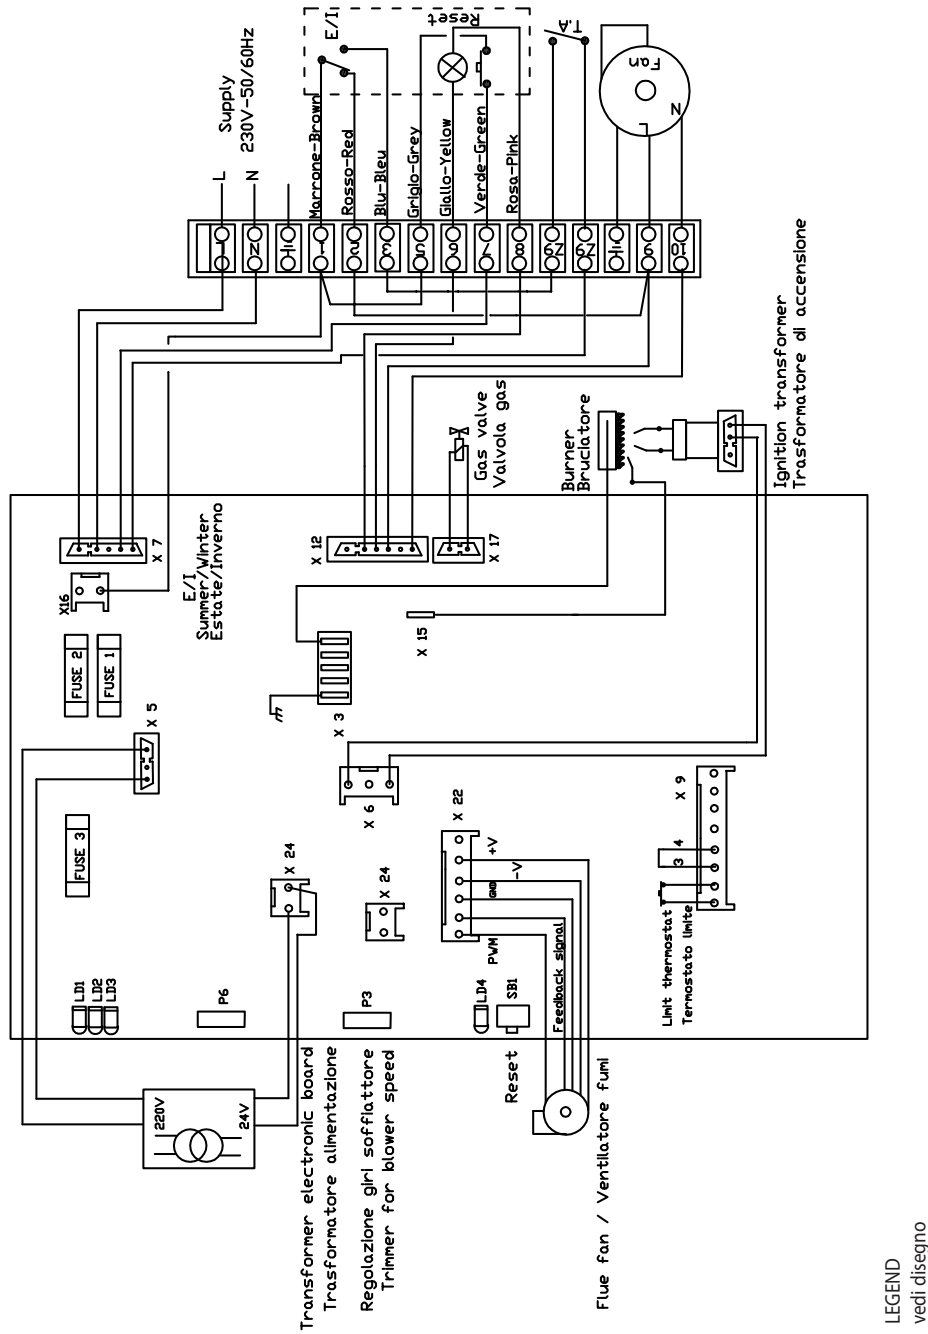 Supply
230V-50/60Hz
L
N
E/I
Reset
T.A
Fan
L
N
Marrone-Brown
Rosso-Red
Blu-Bleu
Grigio-Grey
Giallo-Yellow
Verde-Green
Rosa-Pink
L
N
1
2
3
5
6
7
8
Z9
Z9
9
10
Ignition transformer
Trasformatore di accensione
Gas valve
Valvola gas
Burner
Bruciatore
X 7
X16
E/I
Summer/Winter
Estate/Inverno
X 12
X 17
X 15
FUSE 2
FUSE 1
X 5
X 3
FUSE 3
X 6
X 24
X 24
X 22
+V
-V
GND
PWM
Feedback signal
X 9
3
4
Limit thermostat
Termostato limite
LD1
LD2
LD3
P6
P3
LD4
SB1
Reset
220V
24V
Transformer electronic board
Trasformatore alimentazione
Regolazione giri soffiattore
Trimmer for blower speed
Flue fan / Ventilatore fumi
LEGEND
vedi disegno